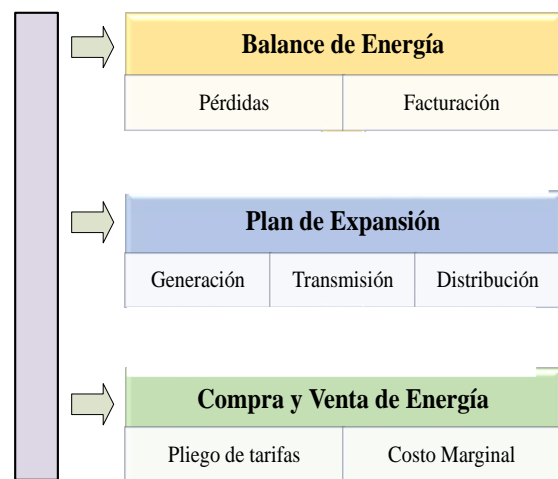 Balance de Energía
Pérdidas Facturación
Plan de Expansión
Generación Transmisión Distribución
Compra y Venta de Energía
Pliego de tarifas Costo Marginal